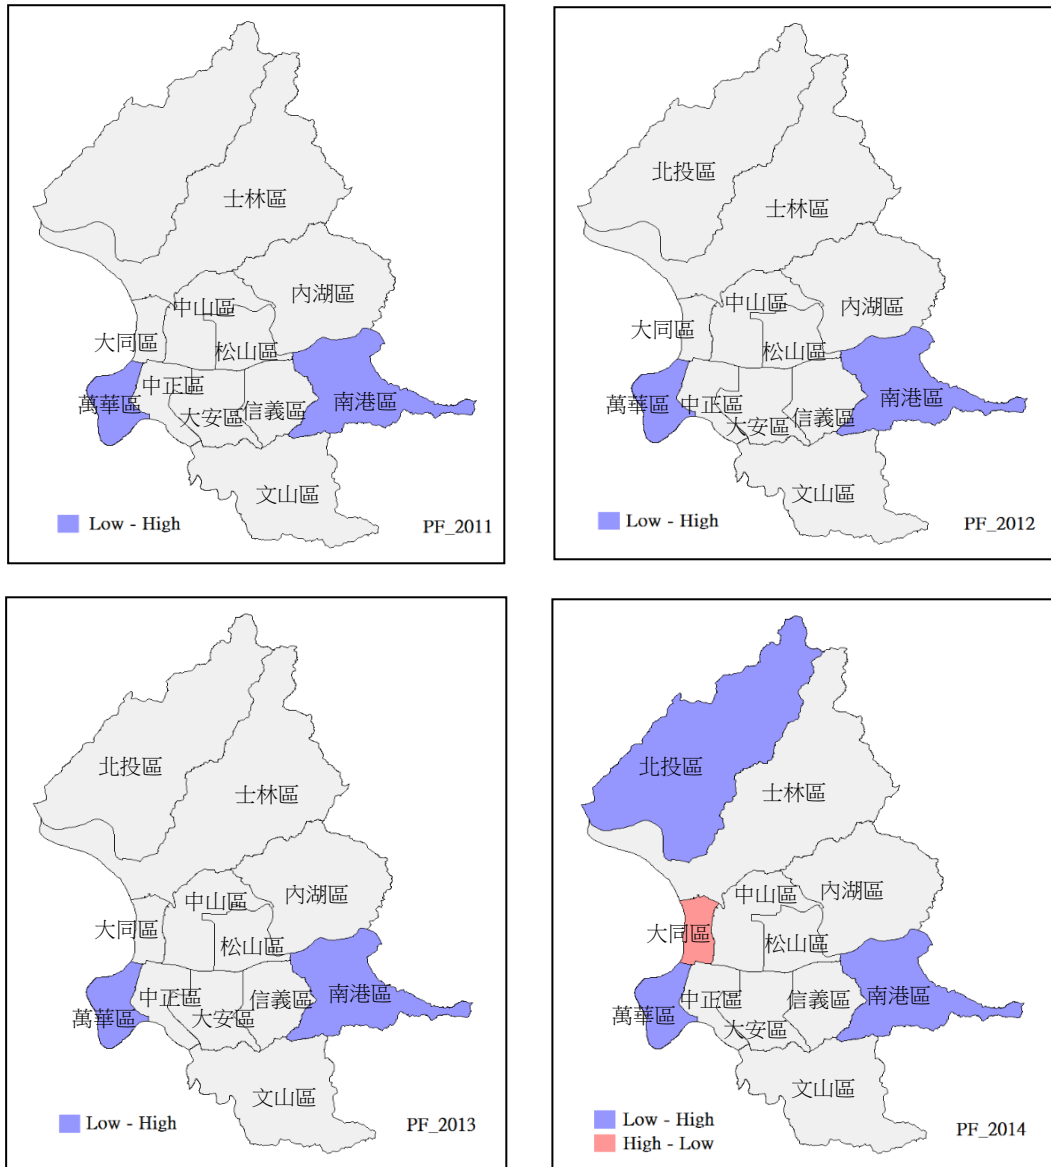 士林區
內湖區
中山區
大同區
松山區
中正區
萬華區
大安區
信義區
南港區
文山區
Low - High
PF_2011
北投區
士林區
內湖區
中山區
大同區
松山區
萬華區
中正區
大安區
信義區
南港區
文山區
Low - High
PF_2012
北投區
士林區
中山區
內湖區
大同區
松山區
萬華區
中正區
大安區
信義區
南港區
文山區
Low - High
PF_2013
北投區
士林區
中山區
內湖區
大同區
松山區
萬華區
中正區
大安區
信義區
南港區
文山區
Low - High
High - Low
PF_2014